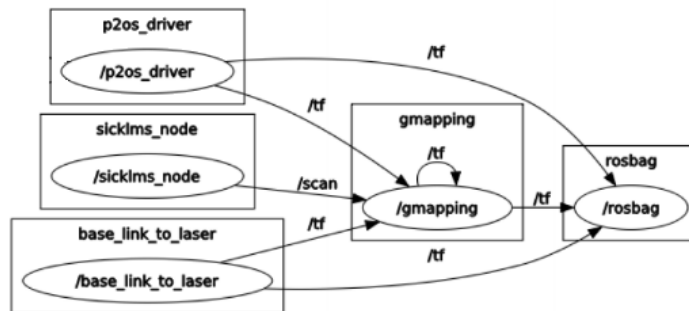 p2os_driver
/p2os_driver
/tf
/tf
sicklms_node
/sicklms_node
/scan
gmapping
/tf
/gmapping
/tf
rosbag
/rosbag
base_link_to_laser
/base_link_to_laser
/tf
/tf